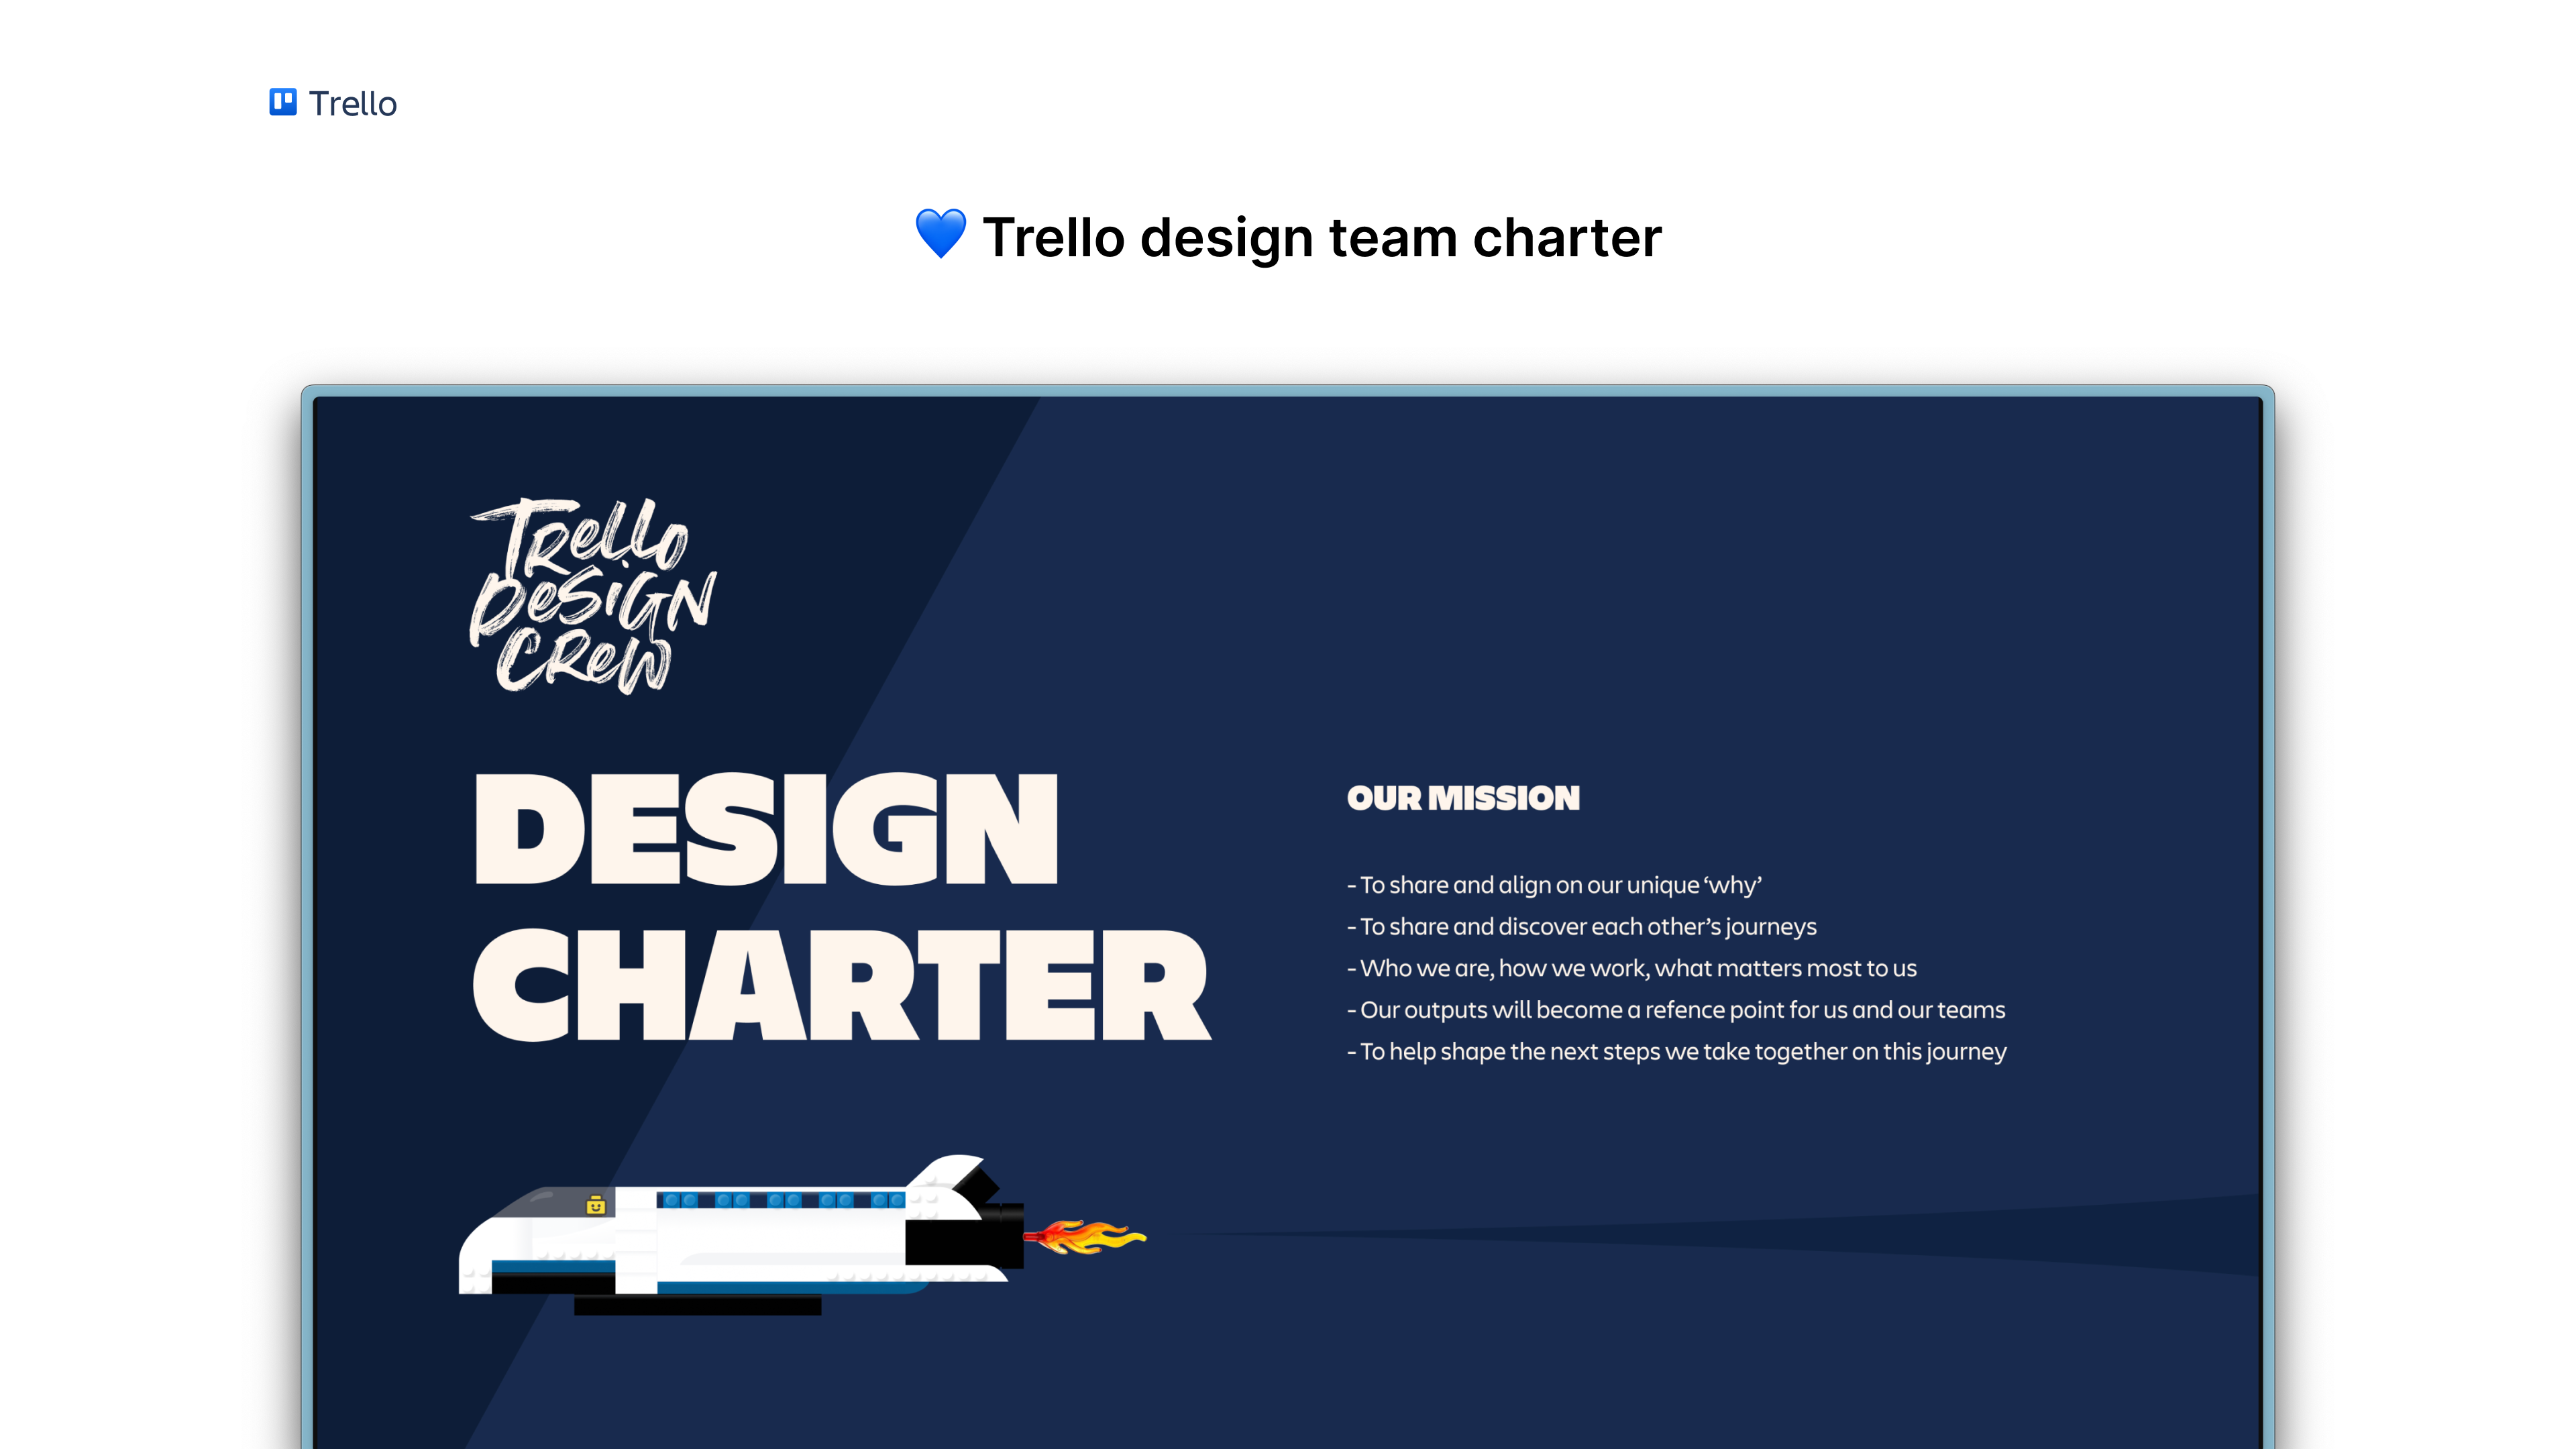 Trello
💙 Trello design team charter
Trello
Design
Crew
DESIGN
CHARTER
OUR MISSION
- To share and align on our unique ‘why’
- To share and discover each other’s journeys
- Who we are, how we work, what matters most to us
- Our outputs will become a refence point for us and our teams
- To help shape the next steps we take together on this journey